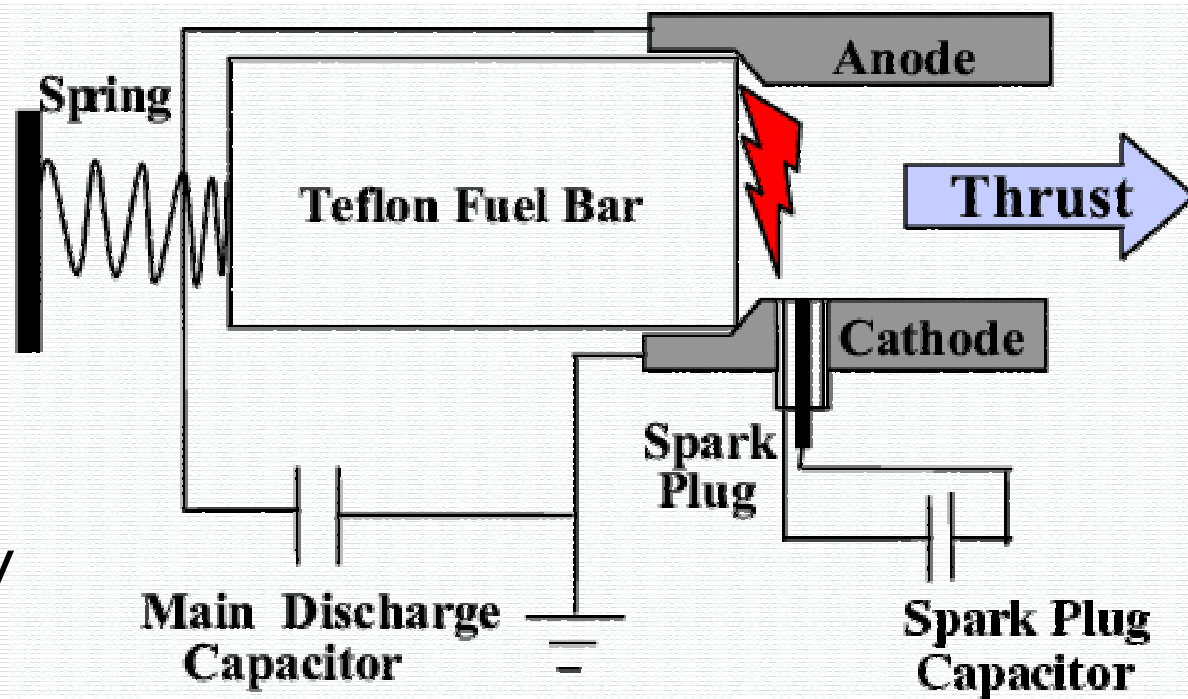 Anode
Spring
Teflon Fuel Bar
Thrust
Cathode
Spark
Plug
y
Main Discharge
Capacitor
Spark Plug
Capacitor